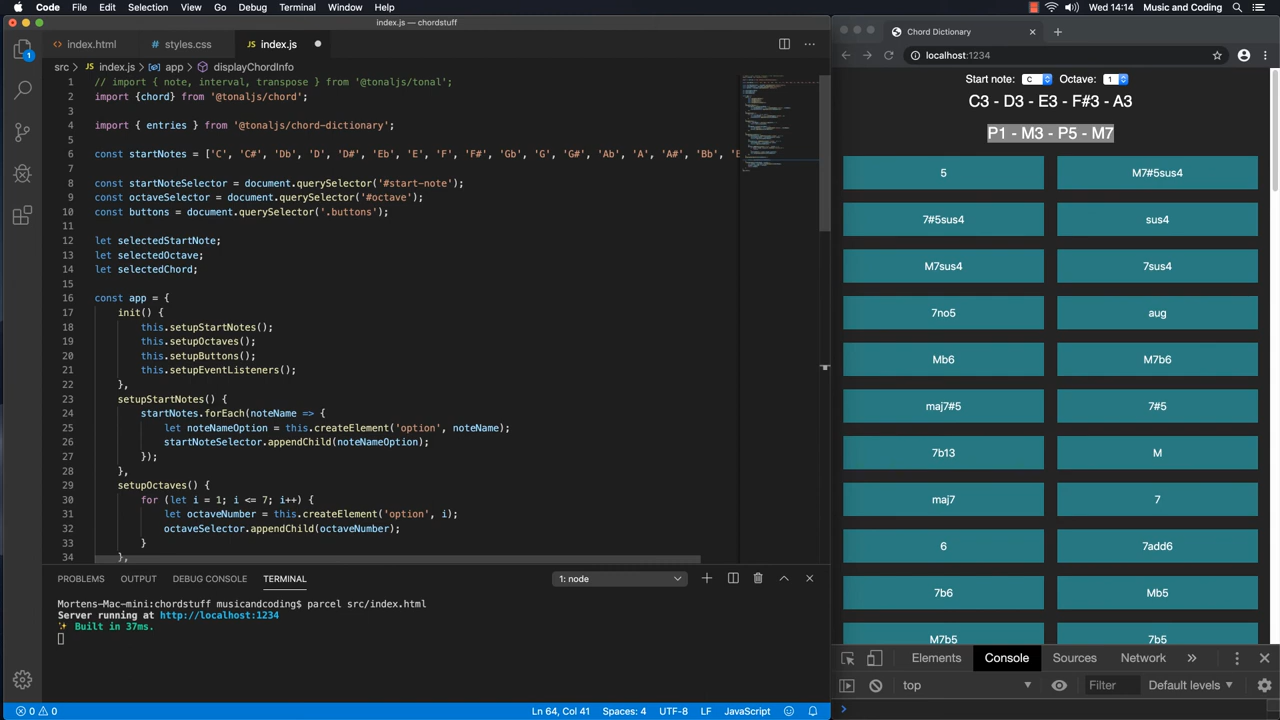 Code File Edit Selection View Go Debug Terminal Window Help
Wed 14:14 Music and Coding
index.js — chordstuff
index.html styles.css index.js
src > index.js > app > displayChordInfo
1 // import { note, interval, transpose } from '@tonaljs/tonal';
2 import {chord} from '@tonaljs/chord';
3
4 import { entries } from '@tonaljs/chord-dictionary';
5
6 const startNotes = ['C', 'C#', 'Db', 'D', 'D#', 'Eb', 'E', 'F', 'F#', 'Gb', 'G', 'G#', 'Ab', 'A', 'A#', 'Bb', 'B
7
8 const startNoteSelector = document.querySelector('#start-note');
9 const octaveSelector = document.querySelector('#octave');
10 const buttons = document.querySelector('.buttons');
11
12 let selectedStartNote;
13 let selectedOctave;
14 let selectedChord;
15
16 const app = {
17 init() {
18 this.setupStartNotes();
19 this.setupOctaves();
20 this.setupButtons();
21 this.setupEventListeners();
22 },
23 setupStartNotes() {
24 startNotes.forEach(noteName => {
25 let noteNameOption = this.createElement('option', noteName);
26 startNoteSelector.appendChild(noteNameOption);
27 });
28 },
29 setupOctaves() {
30 for (let i = 1; i <= 7; i++) {
31 let octaveNumber = this.createElement('option', i);
32 octaveSelector.appendChild(octaveNumber);
33 }
34 },
PROBLEMS OUTPUT DEBUG CONSOLE TERMINAL 1: node
Mortens-Mac-mini:chordstuff musicandcoding$ parcel src/index.html
Server running at http://localhost:1234
✨ Built in 37ms.
0 0 Ln 64, Col 41 Spaces: 4 UTF-8 LF JavaScript
Chord Dictionary
localhost:1234
Start note: C Octave: 1
C3 - D3 - E3 - F#3 - A3
P1 - M3 - P5 - M7
5 M7#5sus4
7#5sus4 sus4
M7sus4 7sus4
7no5 aug
Mb6 M7b6
maj7#5 7#5
7b13 M
maj7 7
6 7add6
7b6 Mb5
M7b5 7b5
Elements Console Sources Network
top Filter Default levels